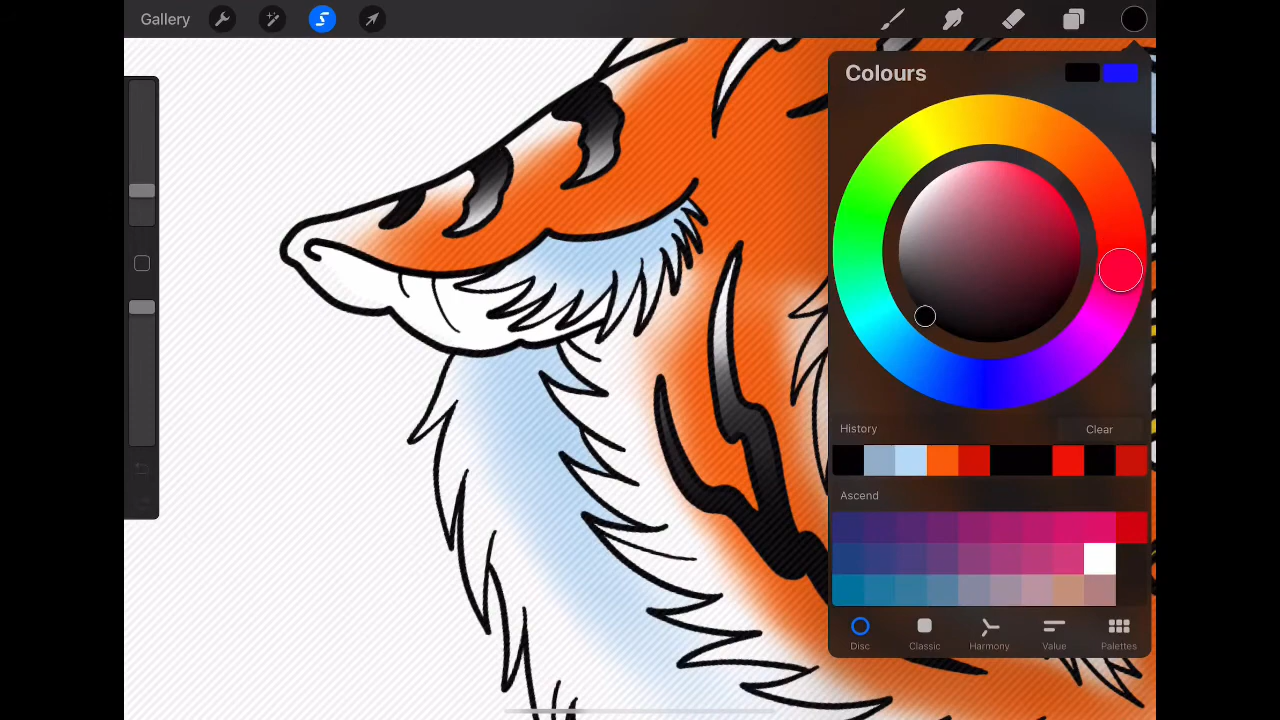 Gallery
Colours
History
Clear
Ascend
Disc
Classic
Harmony
Value
Palettes